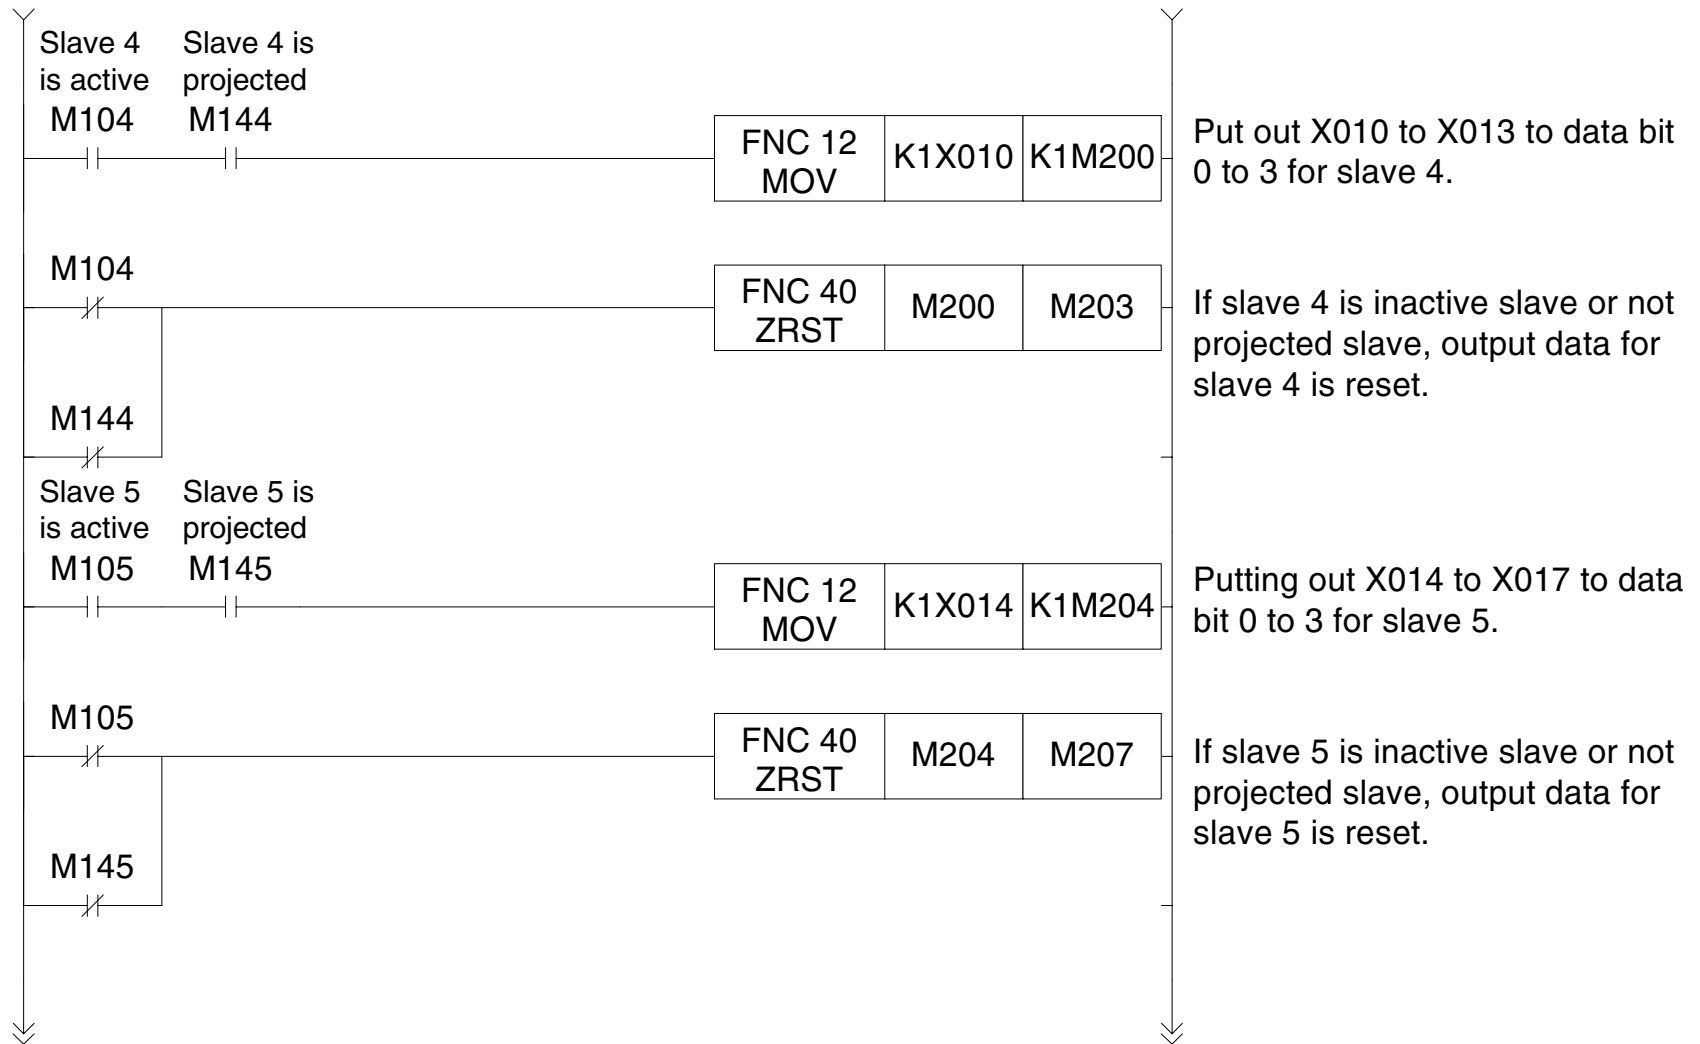 Slave 4
is active
Slave 4 is
projected
M104
M144
FNC 12
MOV
K1X010
K1M200
Put out X010 to X013 to data bit
0 to 3 for slave 4.
M104
FNC 40
ZRST
M200
M203
If slave 4 is inactive slave or not
projected slave, output data for
slave 4 is reset.
M144
Slave 5
is active
Slave 5 is
projected
M105
M145
FNC 12
MOV
K1X014
K1M204
Putting out X014 to X017 to data
bit 0 to 3 for slave 5.
M105
FNC 40
ZRST
M204
M207
If slave 5 is inactive slave or not
projected slave, output data for
slave 5 is reset.
M145